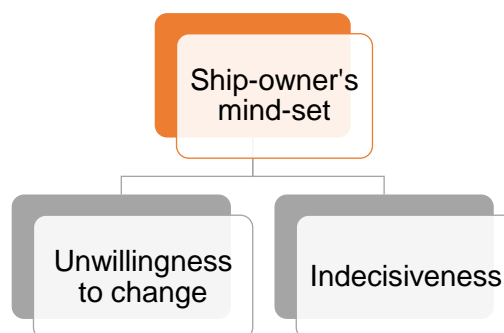 Ship-owner's
mind-set
Unwillingness
to change
Indecisiveness